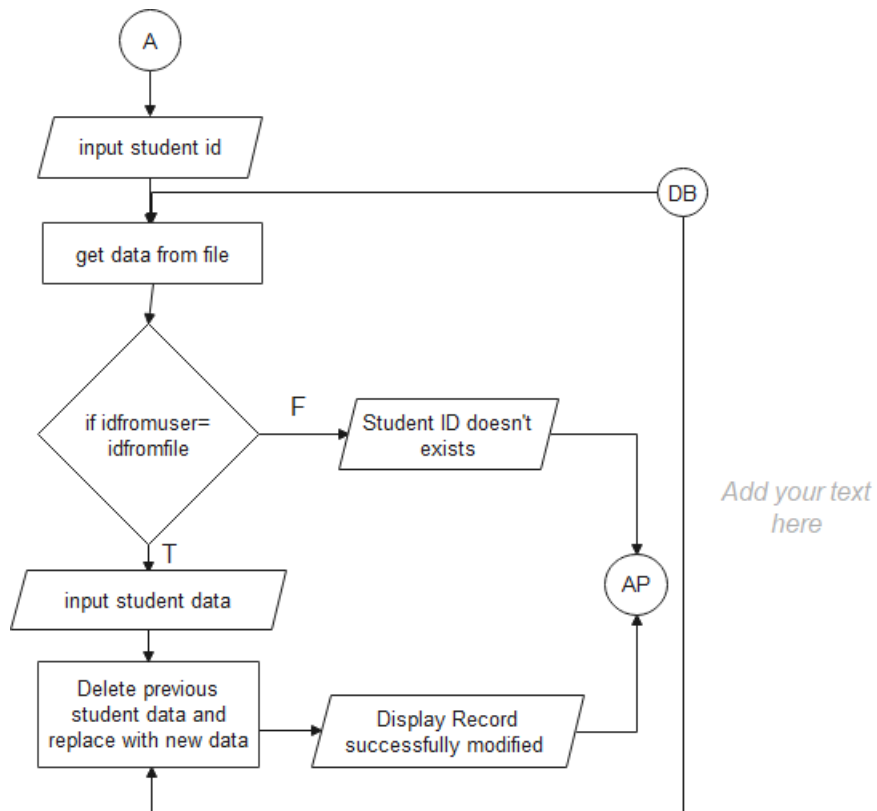 A
input student id
DB
get data from file
if idfromuser=
idfromfile
F
Student ID doesn't
exists
Add your text
here
T
AP
input student data
Delete previous
student data and
replace with new data
Display Record
successfully modified